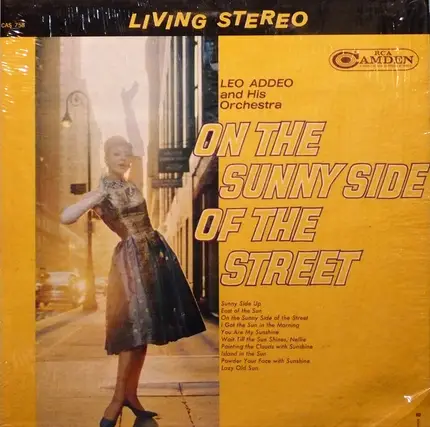 LIVING STEREO
CAS 758
RCA
CAMDEN
LEO ADDEO
and His
Orchestra
ON THE
SUNNY SIDE
OF THE
STREET
Sunny Side Up
East of the Sun
On the Sunny Side of the Street
I Got the Sun in the Morning
You Are My Sunshine
Wait Till the Sun Shines, Nellie
Painting the Clouds with Sunshine
Island in the Sun
Powder Your Face with Sunshine
Lazy Old Sun